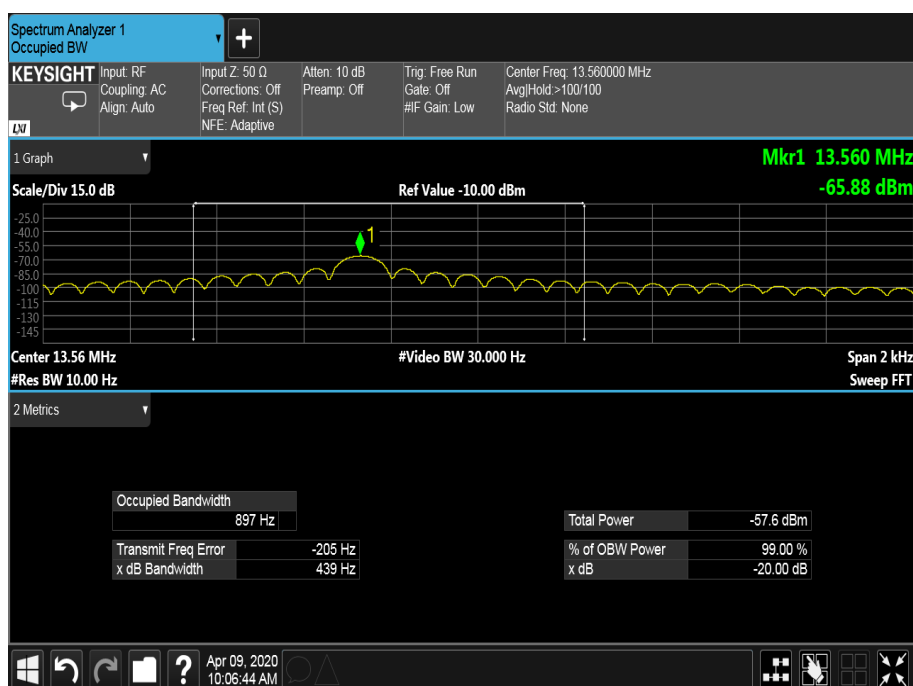 Spectrum Analyzer 1
Occupied BW
+
KEYSIGHT
LXI
Input: RF
Coupling: AC
Align: Auto
Input Z: 50 Ω
Corrections: Off
Freq Ref: Int (S)
NFE: Adaptive
Atten: 10 dB
Preamp: Off
Trig: Free Run
Gate: Off
#IF Gain: Low
Center Freq: 13.560000 MHz
Avg|Hold:>100/100
Radio Std: None
1 Graph
Mkr1 13.560 MHz
-65.88 dBm
Scale/Div 15.0 dB
Ref Value -10.00 dBm
1
-25.0
-40.0
-55.0
-70.0
-85.0
-100
-115
-130
-145
Center 13.56 MHz
#Video BW 30.000 Hz
Span 2 kHz
#Res BW 10.00 Hz
Sweep FFT
2 Metrics
Occupied Bandwidth
897 Hz
Total Power -57.6 dBm
Transmit Freq Error -205 Hz
% of OBW Power 99.00 %
x dB Bandwidth 439 Hz
x dB -20.00 dB
?
Apr 09, 2020
10:06:44 AM